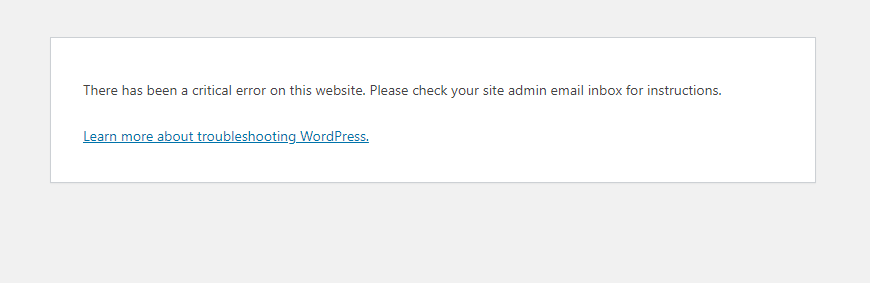 There has been a critical error on this website. Please check your site admin email inbox for instructions.
Learn more about troubleshooting WordPress.